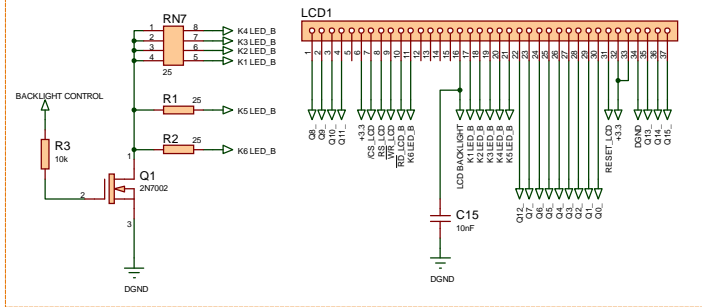 RN7
1 8 K4 LED_B
2 7 K3 LED_B
3 6 K2 LED_B
4 5 K1 LED_B
25
BACKLIGHT CONTROL
R1 25
K5 LED_B
R2 25
K6 LED_B
R3
10k
1
Q1
2N7002
2
3
DGND
LCD1
1 2 3 4 5 6 7 8 9 10 11 12 13 14 15 16 17 18 19 20 21 22 23 24 25 26 27 28 29 30 31 32 33 34 35 36 37
Q8_
Q9_
Q10_
Q11_
+3.3
/CS_LCD
RS_LCD
WR_LCD
RD_LCD_B
K6 LED_B
LCD BACKLIGHT
K1 LED_B
K2 LED_B
K3 LED_B
K4 LED_B
K5 LED_B
Q12_
Q7_
Q6_
Q5_
Q4_
Q3_
Q2_
Q1_
Q0_
RESET_LCD
+3.3
DGND
Q13_
Q14_
Q15_
C15
10nF
DGND